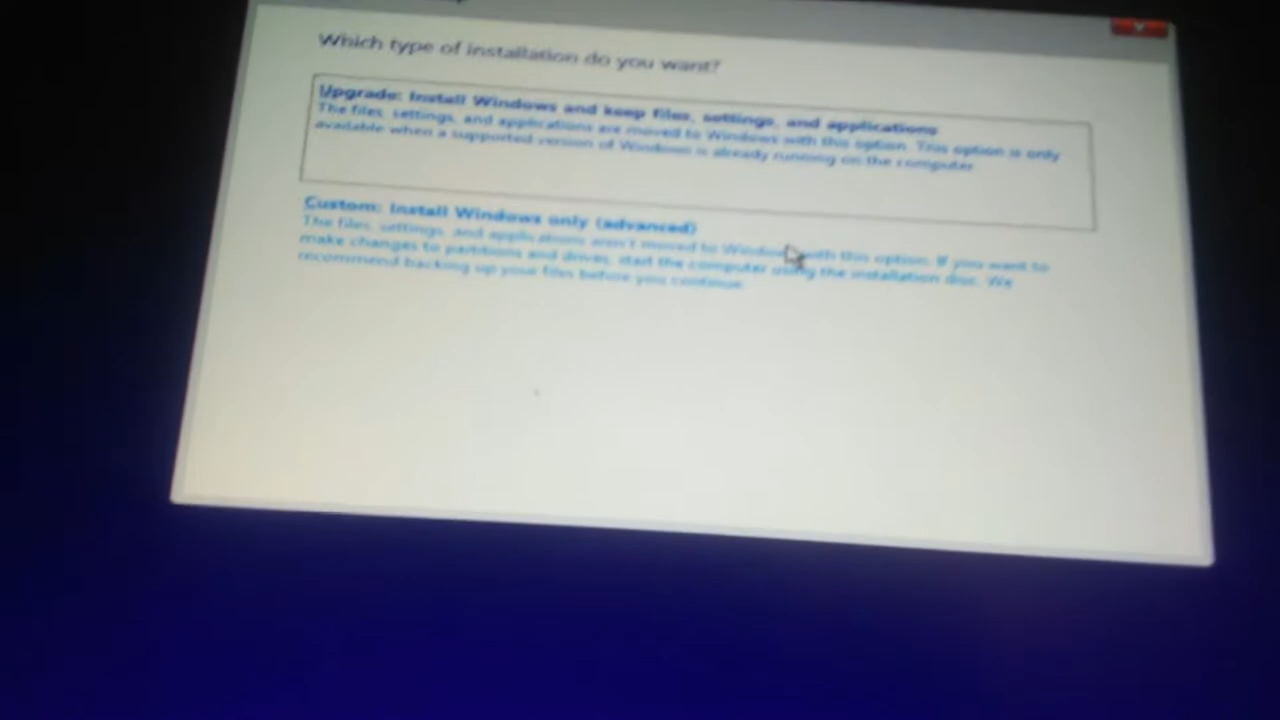 Which type of installation do you want?
Upgrade: Install Windows and keep files, settings, and applications
The files, settings, and applications are moved to Windows with this option. This option is only
available when a supported version of Windows is already running on the computer.
Custom: Install Windows only (advanced)
The files, settings, and applications aren't moved to Windows with this option. If you want to
make changes to partitions and drives, start the computer using the installation disc. We
recommend backing up your files before you continue.